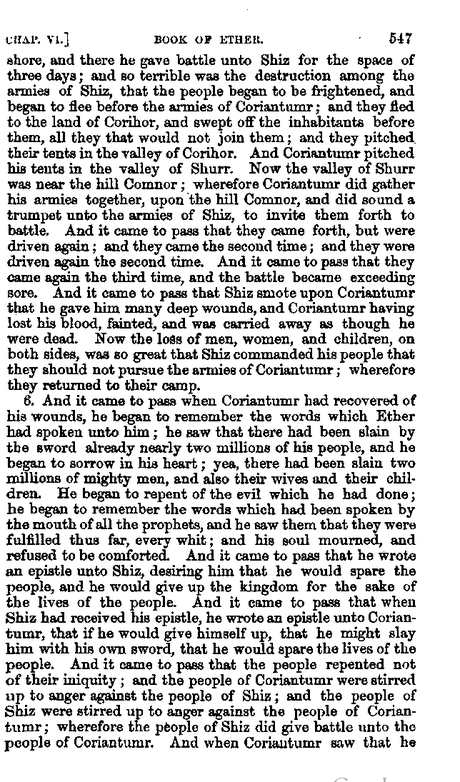 CHAP. VI.] BOOK OF ETHER. 547
shore, and there he gave battle unto Shiz for the space of
three days; and so terrible was the destruction among the
armies of Shiz, that the people began to be frightened, and
began to flee before the armies of Coriantumr; and they fled
to the land of Corihor, and swept off the inhabitants before
them, all they that would not join them; and they pitched
their tents in the valley of Corihor. And Coriantumr pitched
his tents in the valley of Shurr. Now the valley of Shurr
was near the hill Comnor; wherefore Coriantumr did gather
his armies together, upon the hill Comnor, and did sound a
trumpet unto the armies of Shiz, to invite them forth to
battle. And it came to pass that they came forth, but were
driven again; and they came the second time; and they were
driven again the second time. And it came to pass that they
came again the third time, and the battle became exceeding
sore. And it came to pass that Shiz smote upon Coriantumr
that he gave him many deep wounds, and Coriantumr having
lost his blood, fainted, and was carried away as though he
were dead. Now the loss of men, women, and children, on
both sides, was so great that Shiz commanded his people that
they should not pursue the armies of Coriantumr; wherefore
they returned to their camp.
6. And it came to pass when Coriantumr had recovered of
his wounds, he began to remember the words which Ether
had spoken unto him; he saw that there had been slain by
the sword already nearly two millions of his people, and he
began to sorrow in his heart; yea, there had been slain two
millions of mighty men, and also their wives and their chil-
dren. He began to repent of the evil which he had done;
he began to remember the words which had been spoken by
the mouth of all the prophets, and he saw them that they were
fulfilled thus far, every whit; and his soul mourned, and
refused to be comforted. And it came to pass that he wrote
an epistle unto Shiz, desiring him that he would spare the
people, and he would give up the kingdom for the sake of
the lives of the people. And it came to pass that when
Shiz had received his epistle, he wrote an epistle unto Corian-
tumr, that if he would give himself up, that he might slay
him with his own sword, that he would spare the lives of the
people. And it came to pass that the people repented not
of their iniquity; and the people of Coriantumr were stirred
up to anger against the people of Shiz; and the people of
Shiz were stirred up to anger against the people of Corian-
tumr; wherefore the people of Shiz did give battle unto the
people of Coriantumr. And when Coriantumr saw that he